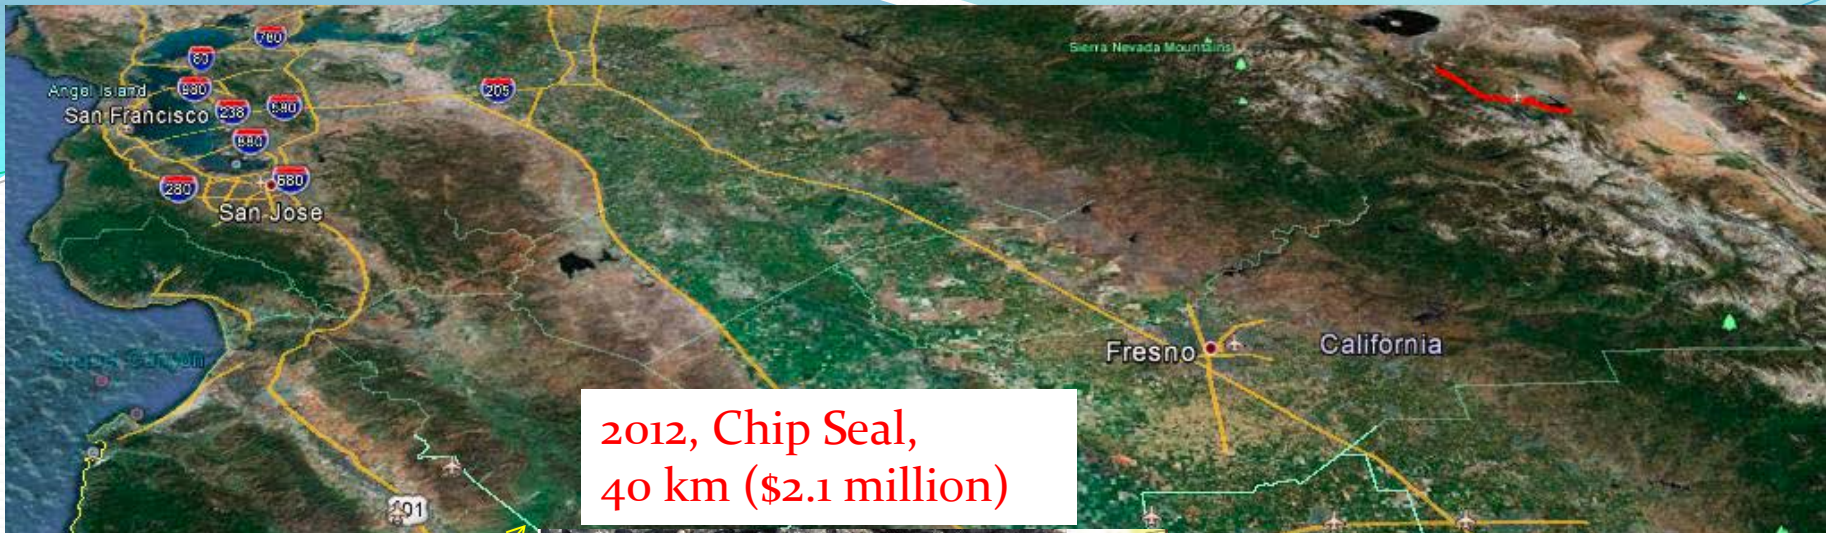 780
80
Sierra Nevada Mountains
Angel Island
980
205
San Francisco
238
580
880
280
680
San Jose
Fresno
California
2012, Chip Seal,
40 km ($2.1 million)
101